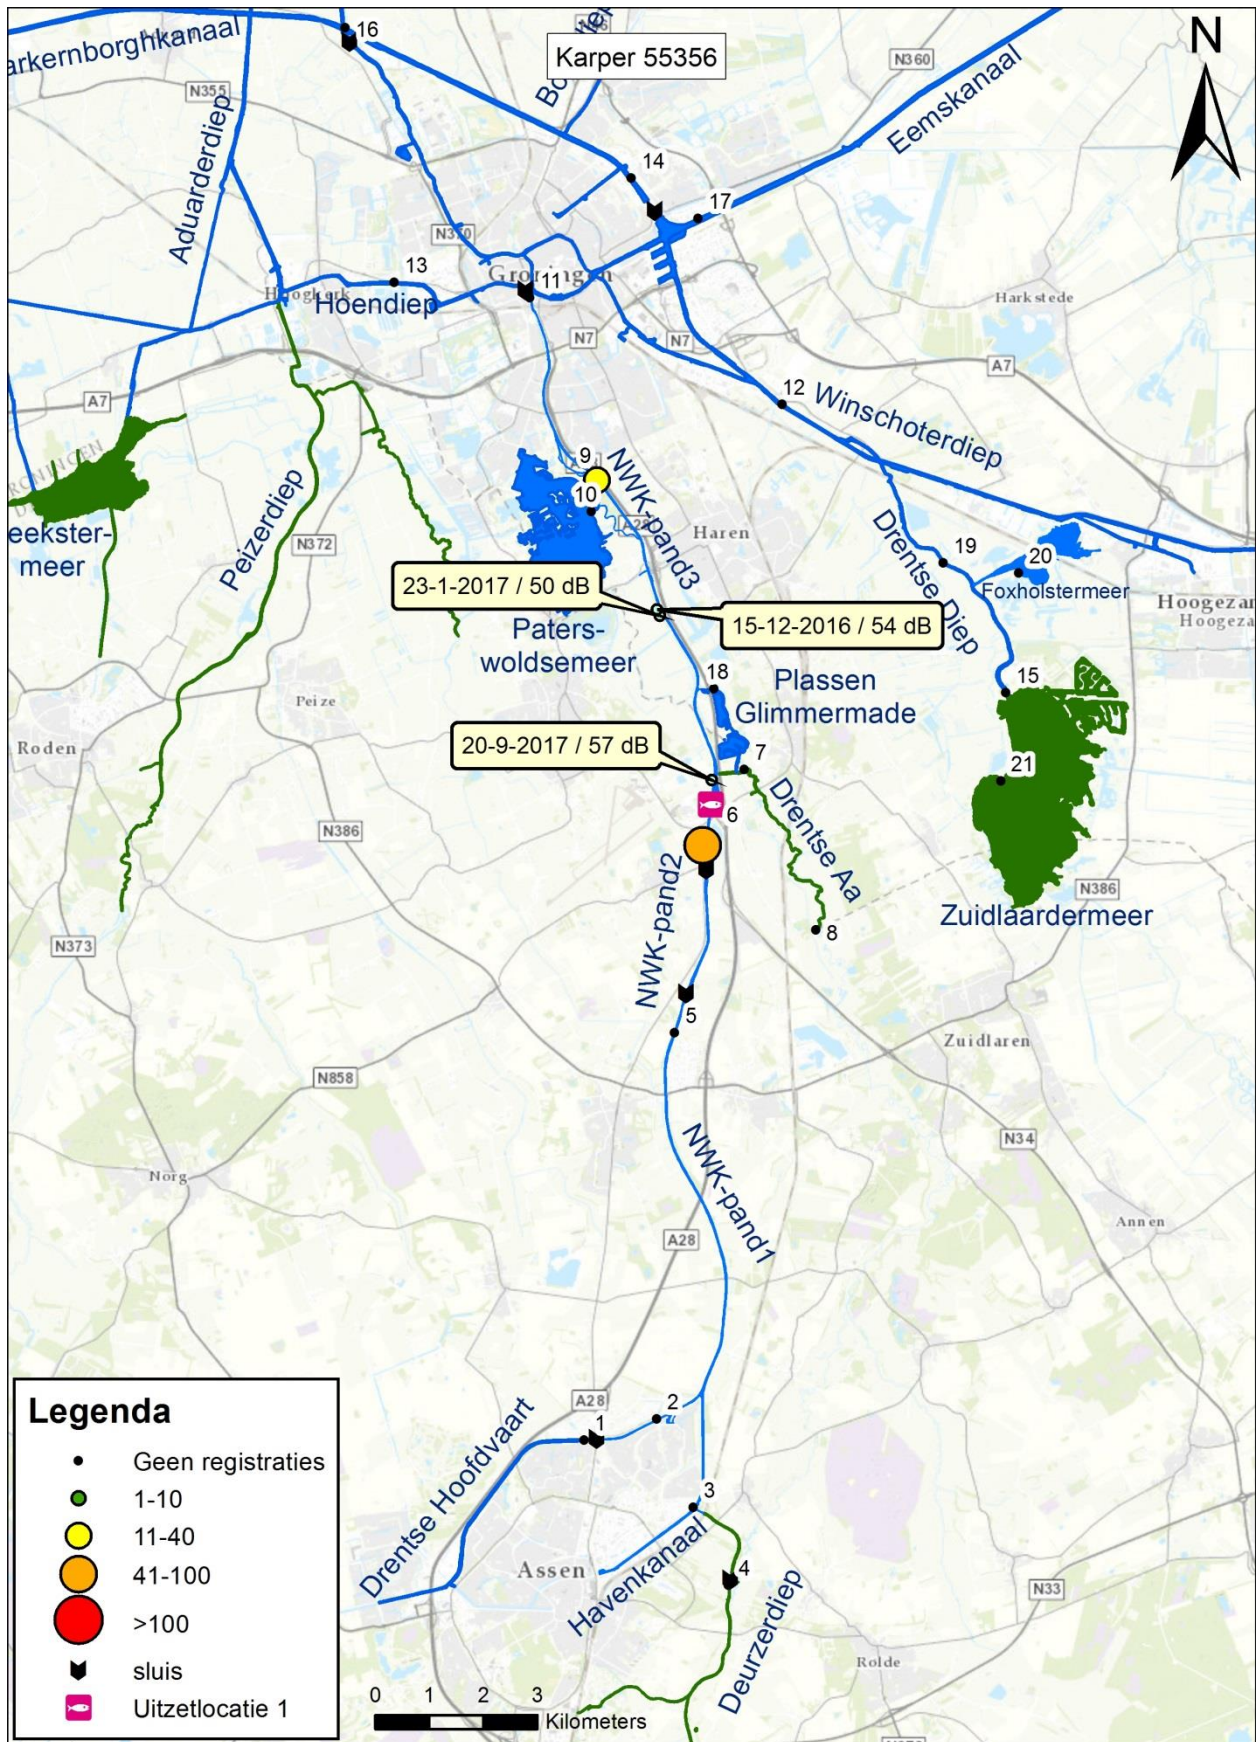 16
Karper 55356
N
arkernborghkanaal
N355
N360
Eemskanaal
Aduarderdiep
14
17
N370
Groningen
13
11
Hoogkerk
Hoendiep
Harkstede
N7
N7
A7
A7
12
Winschoterdiep
9
NWK-pand3
10
A28
Haren
Peizerdiep
eekster-
meer
N372
Drentse Diep
19
20
Foxholstermeer
Hoogezan
Hoogeza
23-1-2017 / 50 dB
15-12-2016 / 54 dB
Paters-
woldsemeer
18
Plassen
Glimmermade
15
Peize
Roden
20-9-2017 / 57 dB
7
21
Drentse Aa
6
N386
NWK-pand2
N386
Zuidlaardermeer
8
N373
5
Zuidlaren
N858
NWK-pand1
N34
Norg
Annen
A28
Legenda
Geen registraties
1-10
11-40
41-100
>100
sluis
Uitzetlocatie 1
A28
2
1
Drentse Hoofdvaart
3
Assen
Havenkanaal
4
N33
Deurzerdiep
Rolde
0 1 2 3
Kilometers